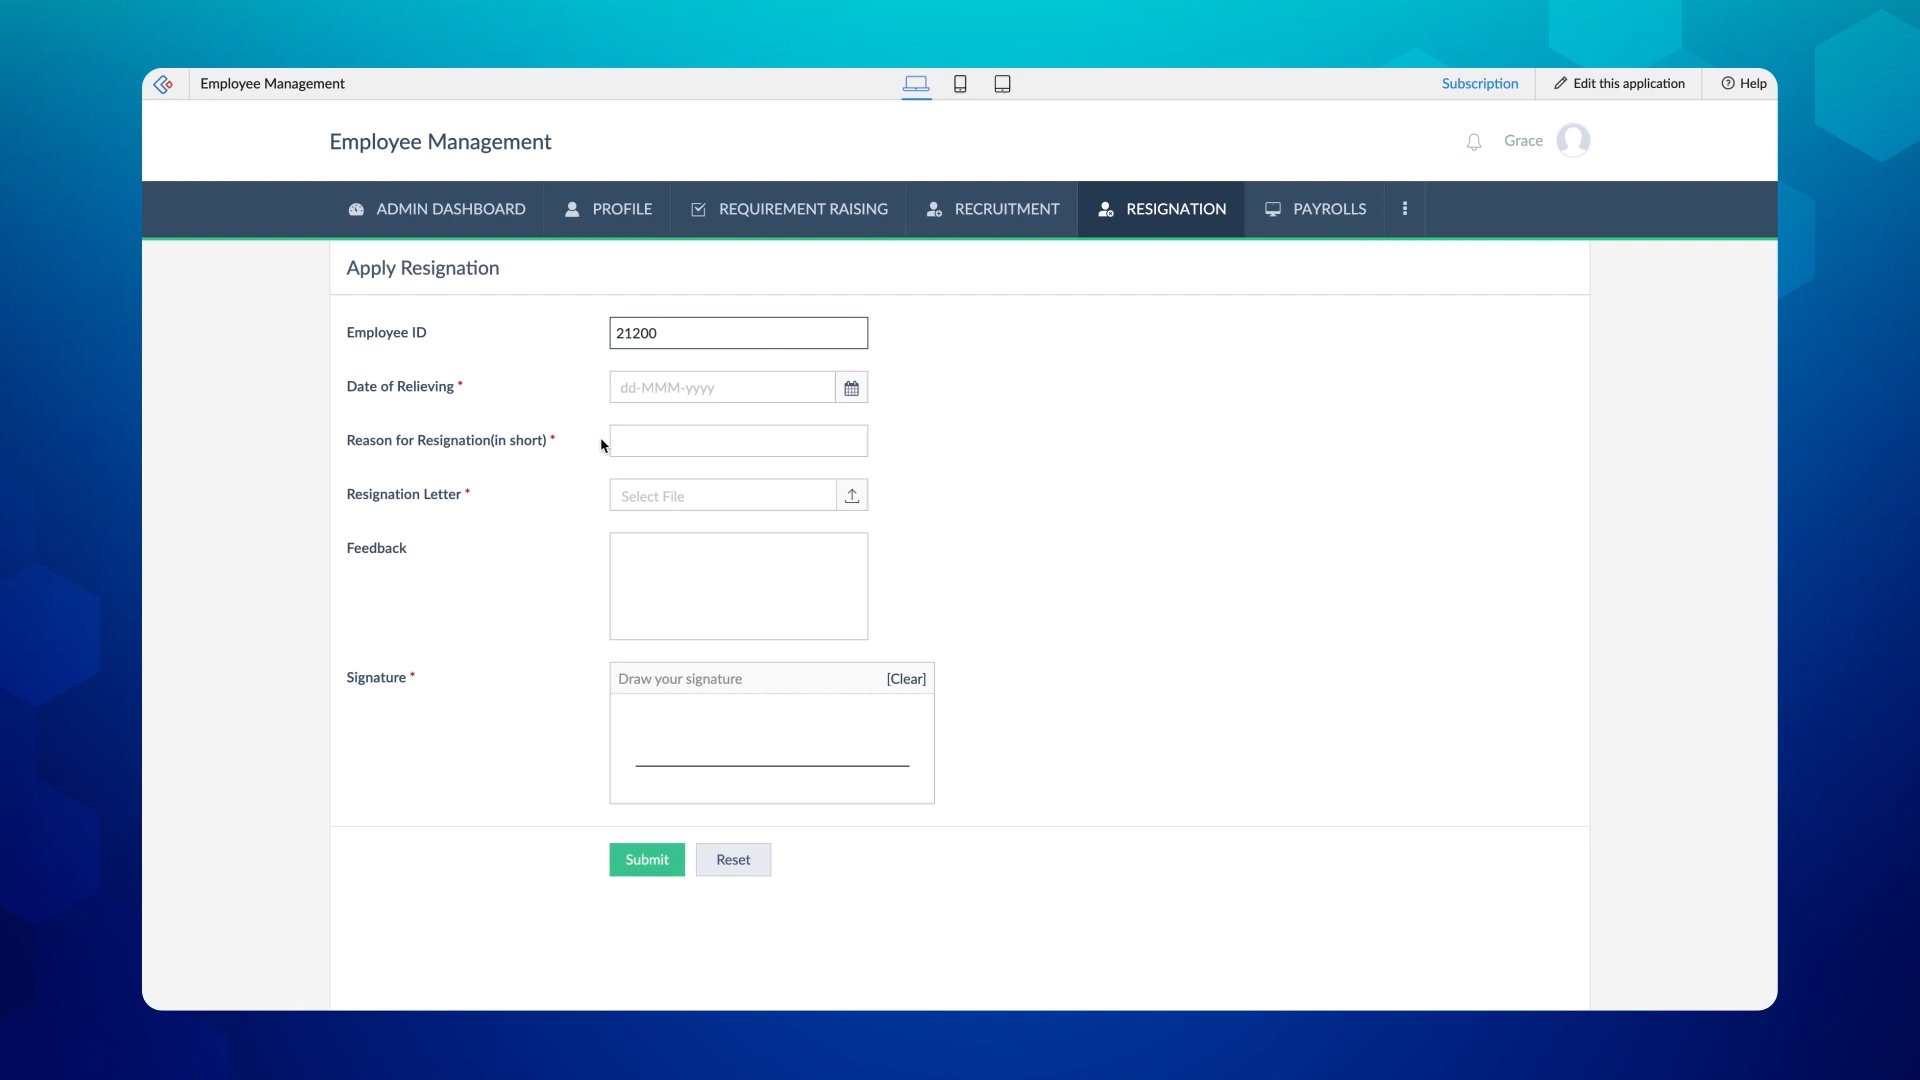 Employee Management
Subscription
Edit this application
Help
Employee Management
Grace
ADMIN DASHBOARD
PROFILE
REQUIREMENT RAISING
RECRUITMENT
RESIGNATION
PAYROLLS
Apply Resignation
Employee ID
21200
Date of Relieving *
dd-MMM-yyyy
Reason for Resignation(in short) *
Resignation Letter *
Select File
Feedback
Signature *
Draw your signature
[Clear]
Submit
Reset